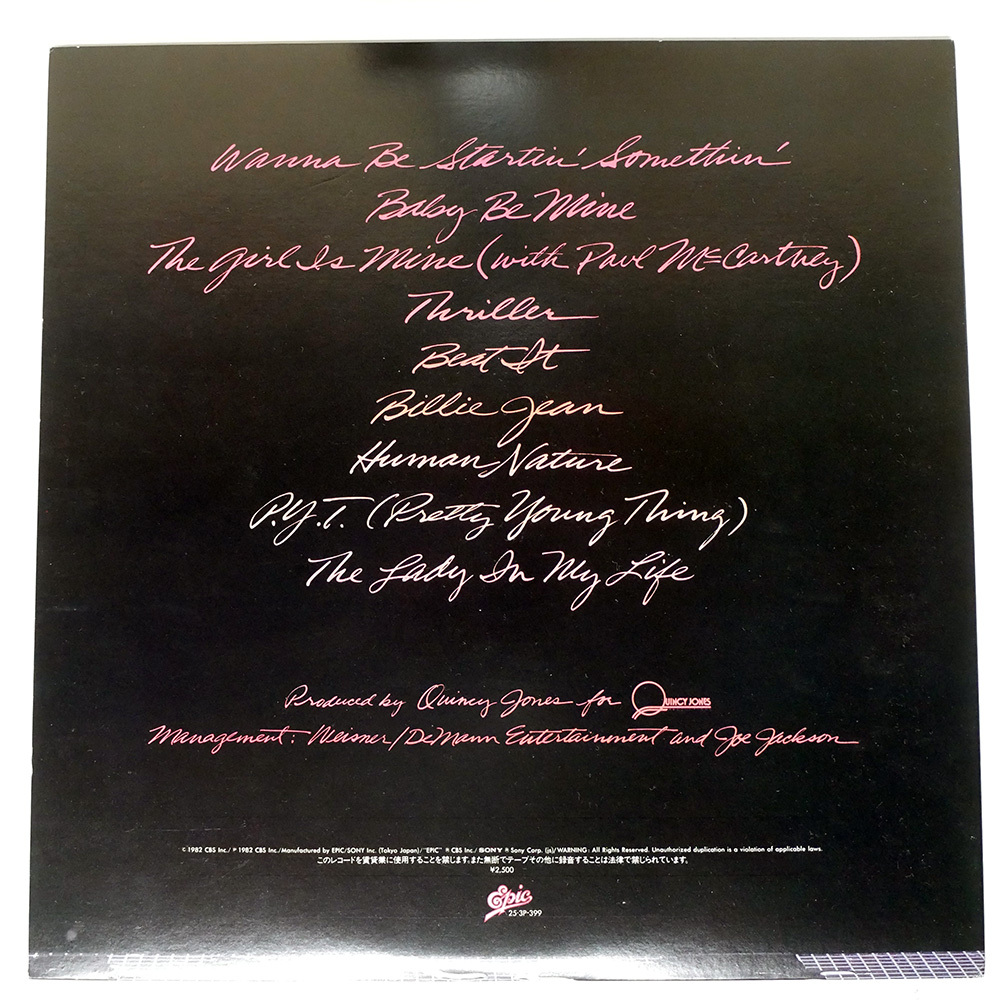 Wanna Be Startin' Somethin'
Baby Be Mine
The Girl Is Mine (with Paul McCartney)
Thriller
Beat It
Billie Jean
Human Nature
P.Y.T. (Pretty Young Thing)
The Lady In My Life
Produced by Quincy Jones for QUINCY JONES
Management: Weisner/DeMann Entertainment and Joe Jackson
© 1982 CBS Inc./℗ 1982 CBS Inc./Manufactured by EPIC/SONY Inc. (Tokyo Japan)/"EPIC" ® CBS Inc./SONY ® Sony Corp. (js)/WARNING: All Rights Reserved. Unauthorized duplication is a violation of applicable laws.
このレコードを賃貸業に使用することを禁じます。また無断でテープその他に録音することは法律で禁じられています。
¥2,500
Epic
25·3P-399